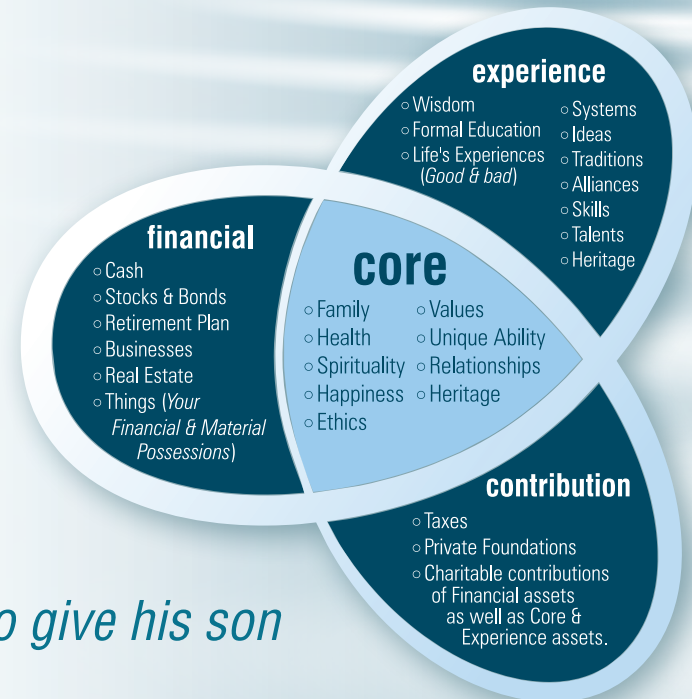 experience
○ Wisdom
○ Formal Education
○ Life's Experiences
(Good & bad)
○ Systems
○ Ideas
○ Traditions
○ Alliances
○ Skills
○ Talents
○ Heritage
financial
○ Cash
○ Stocks & Bonds
○ Retirement Plan
○ Businesses
○ Real Estate
○ Things (Your
Financial & Material
Possessions)
core
○ Family
○ Health
○ Spirituality
○ Happiness
○ Ethics
○ Values
○ Unique Ability
○ Relationships
○ Heritage
contribution
○ Taxes
○ Private Foundations
○ Charitable contributions
of Financial assets
as well as Core &
Experience assets.
o give his son